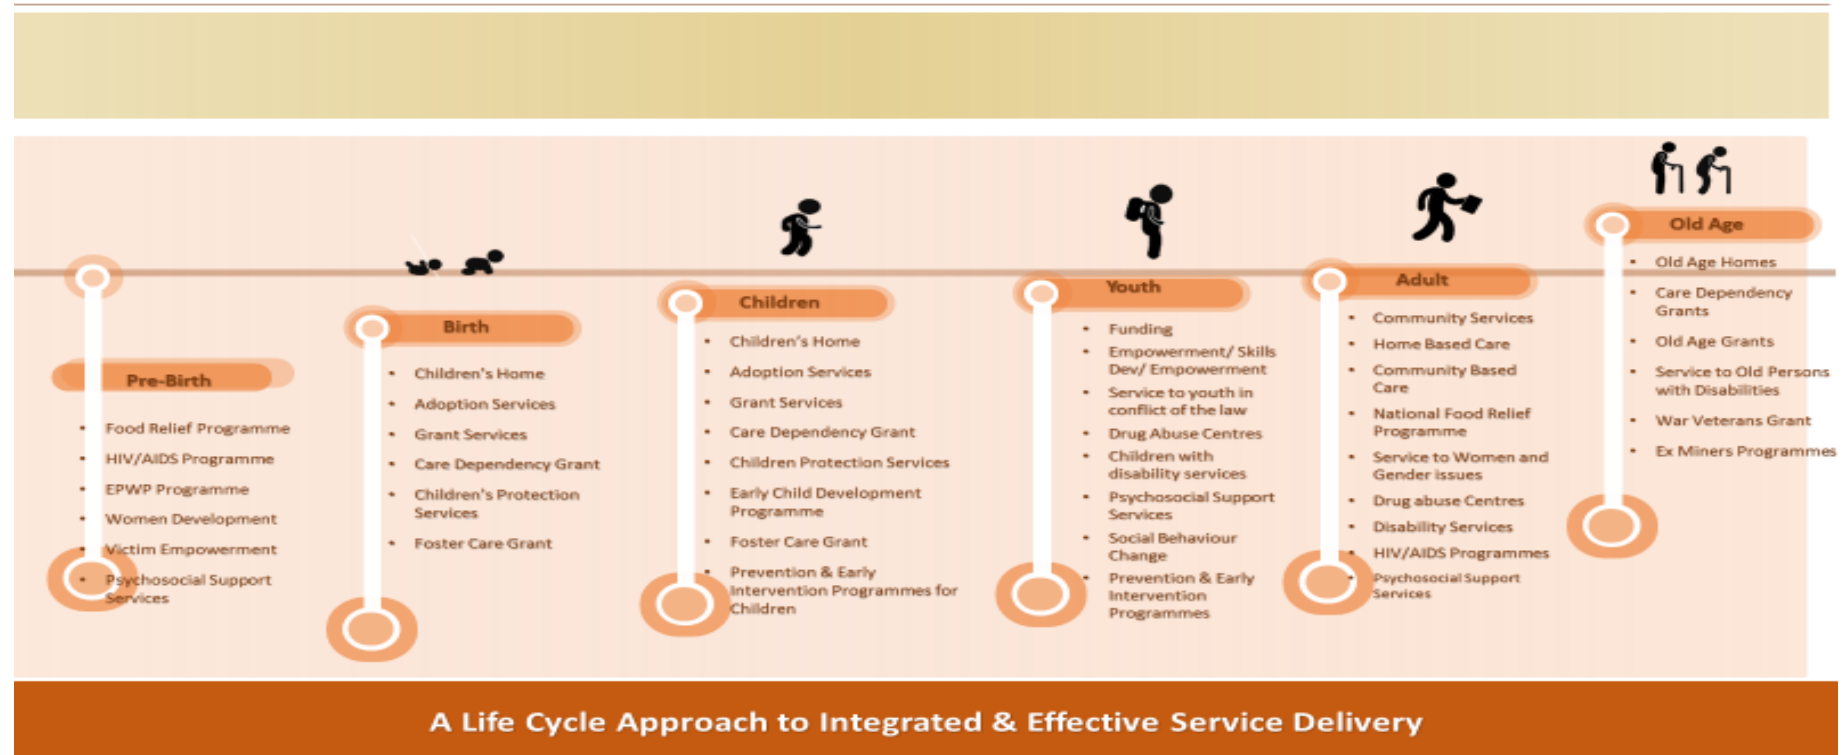 Pre-Birth
• Food Relief Programme
• HIV/AIDS Programme
• EPWP Programme
• Women Development
• Victim Empowerment
• Psychosocial Support
Services
Birth
• Children's Home
• Adoption Services
• Grant Services
• Care Dependency Grant
• Children's Protection
Services
• Foster Care Grant
Children
• Children's Home
• Adoption Services
• Grant Services
• Care Dependency Grant
• Children Protection Services
• Early Child Development
Programme
• Foster Care Grant
• Prevention & Early
Intervention Programmes for
Children
Youth
• Funding
• Empowerment/ Skills
Dev/ Empowerment
• Service to youth in
conflict of the law
• Drug Abuse Centres
• Children with
disability services
• Psychosocial Support
Services
• Social Behaviour
Change
• Prevention & Early
Intervention
Programmes
Adult
• Community Services
• Home Based Care
• Community Based
Care
• National Food Relief
Programme
• Service to Women and
Gender issues
• Drug abuse Centres
• Disability Services
• HIV/AIDS Programmes
• Psychosocial Support
Services
Old Age
• Old Age Homes
• Care Dependency
Grants
• Old Age Grants
• Service to Old Persons
with Disabilities
• War Veterans Grant
• Ex Miners Programmes
A Life Cycle Approach to Integrated & Effective Service Delivery